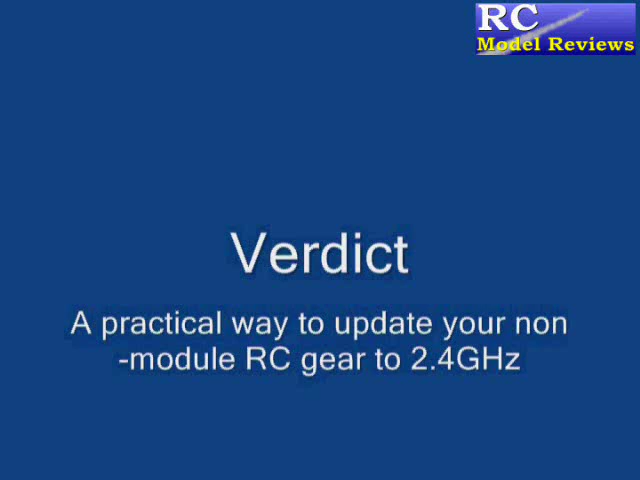 RC
Model Reviews
Verdict
A practical way to update your non
-module RC gear to 2.4GHz